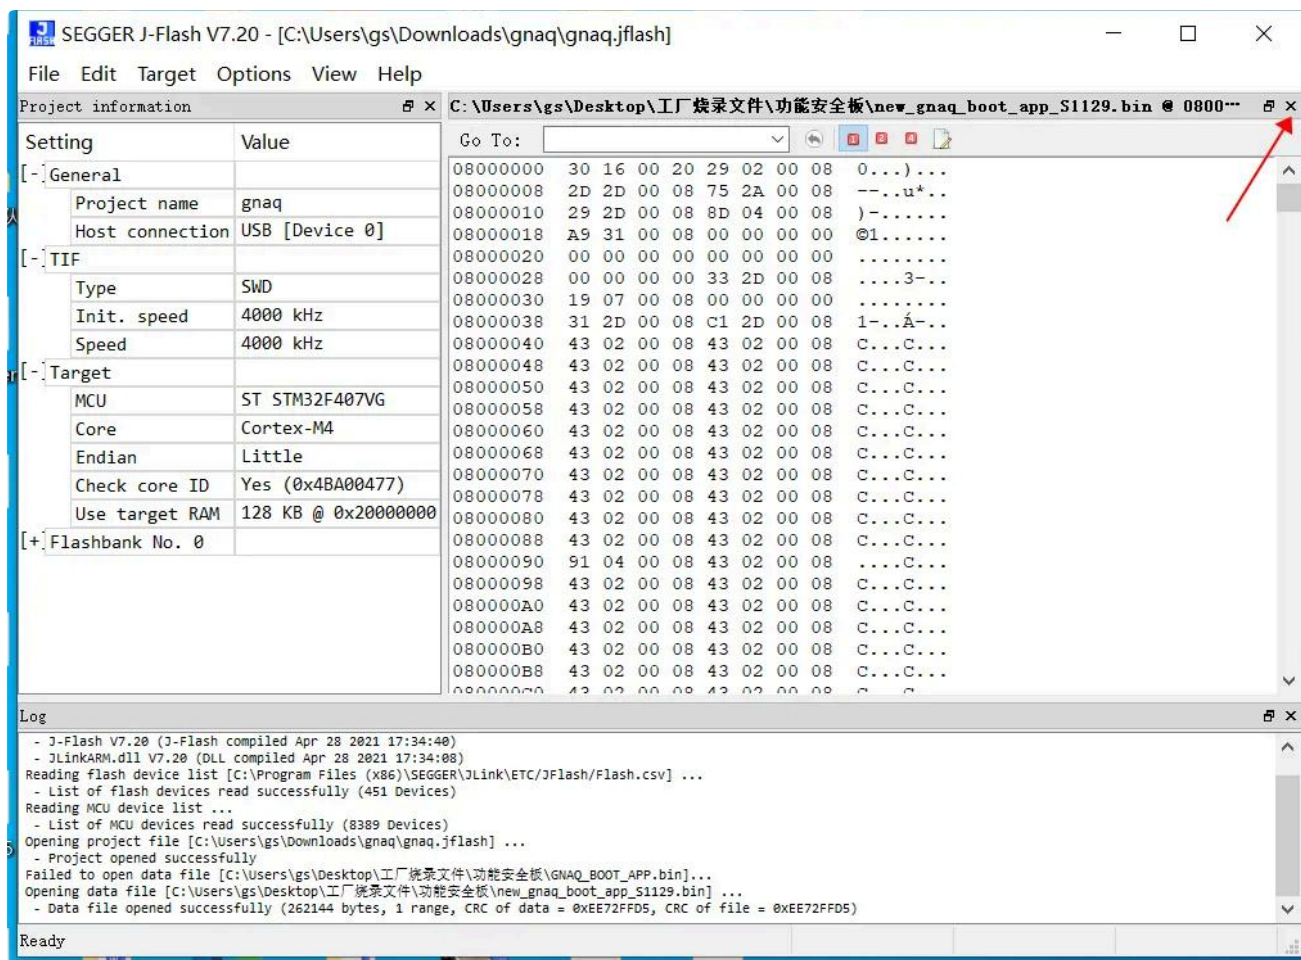 SEGGER J-Flash V7.20 - [C:\Users\gs\Downloads\gnaq\gnaq.jflash]
File Edit Target Options View Help
Project information
Setting Value
[-] General
Project name gnaq
Host connection USB [Device 0]
[-] TIF
Type SWD
Init. speed 4000 kHz
Speed 4000 kHz
[-] Target
MCU ST STM32F407VG
Core Cortex-M4
Endian Little
Check core ID Yes (0x4BA00477)
Use target RAM 128 KB @ 0x20000000
[+] Flashbank No. 0
C:\Users\gs\Desktop\工厂烧录文件\功能安全板\new_gnaq_boot_app_S1129.bin @ 0800…
Go To:
08000000 30 16 00 20 29 02 00 08 0...)...
08000008 2D 2D 00 08 75 2A 00 08 --..u*..
08000010 29 2D 00 08 8D 04 00 08 )-......
08000018 A9 31 00 08 00 00 00 00 ©1......
08000020 00 00 00 00 00 00 00 00 ........
08000028 00 00 00 00 33 2D 00 08 ....3-..
08000030 19 07 00 08 00 00 00 00 ........
08000038 31 2D 00 08 C1 2D 00 08 1-..Á-..
08000040 43 02 00 08 43 02 00 08 C...C...
08000048 43 02 00 08 43 02 00 08 C...C...
08000050 43 02 00 08 43 02 00 08 C...C...
08000058 43 02 00 08 43 02 00 08 C...C...
08000060 43 02 00 08 43 02 00 08 C...C...
08000068 43 02 00 08 43 02 00 08 C...C...
08000070 43 02 00 08 43 02 00 08 C...C...
08000078 43 02 00 08 43 02 00 08 C...C...
08000080 43 02 00 08 43 02 00 08 C...C...
08000088 43 02 00 08 43 02 00 08 C...C...
08000090 91 04 00 08 43 02 00 08 ....C...
08000098 43 02 00 08 43 02 00 08 C...C...
080000A0 43 02 00 08 43 02 00 08 C...C...
080000A8 43 02 00 08 43 02 00 08 C...C...
080000B0 43 02 00 08 43 02 00 08 C...C...
080000B8 43 02 00 08 43 02 00 08 C...C...
Log
- J-Flash V7.20 (J-Flash compiled Apr 28 2021 17:34:40)
- JLinkARM.dll V7.20 (DLL compiled Apr 28 2021 17:34:08)
Reading flash device list [C:\Program Files (x86)\SEGGER\JLink\ETC/JFlash/Flash.csv] ...
- List of flash devices read successfully (451 Devices)
Reading MCU device list ...
- List of MCU devices read successfully (8389 Devices)
Opening project file [C:\Users\gs\Downloads\gnaq\gnaq.jflash] ...
- Project opened successfully
Failed to open data file [C:\Users\gs\Desktop\工厂烧录文件\功能安全板\GNAQ_BOOT_APP.bin]...
Opening data file [C:\Users\gs\Desktop\工厂烧录文件\功能安全板\new_gnaq_boot_app_S1129.bin] ...
- Data file opened successfully (262144 bytes, 1 range, CRC of data = 0xEE72FFD5, CRC of file = 0xEE72FFD5)
Ready